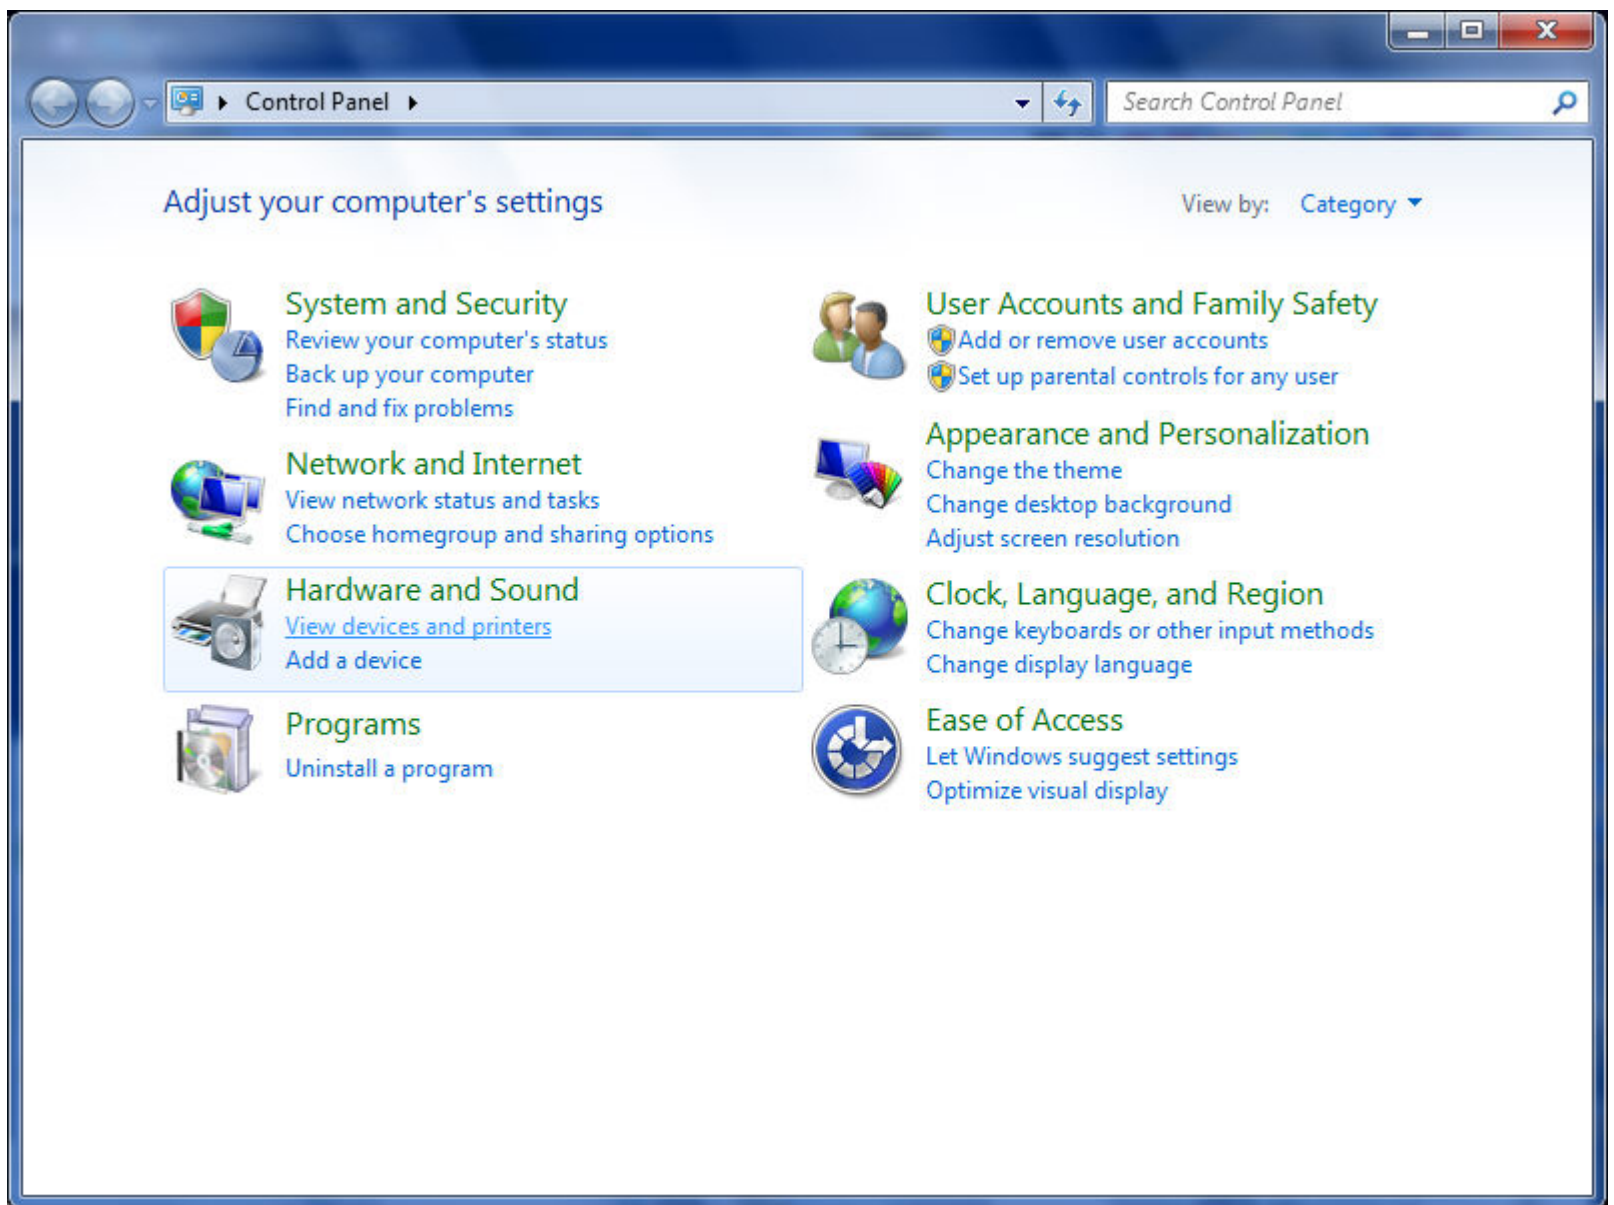 Control Panel
Search Control Panel
Adjust your computer's settings
View by: Category
System and Security
Review your computer's status
Back up your computer
Find and fix problems
Network and Internet
View network status and tasks
Choose homegroup and sharing options
Hardware and Sound
View devices and printers
Add a device
Programs
Uninstall a program
User Accounts and Family Safety
Add or remove user accounts
Set up parental controls for any user
Appearance and Personalization
Change the theme
Change desktop background
Adjust screen resolution
Clock, Language, and Region
Change keyboards or other input methods
Change display language
Ease of Access
Let Windows suggest settings
Optimize visual display